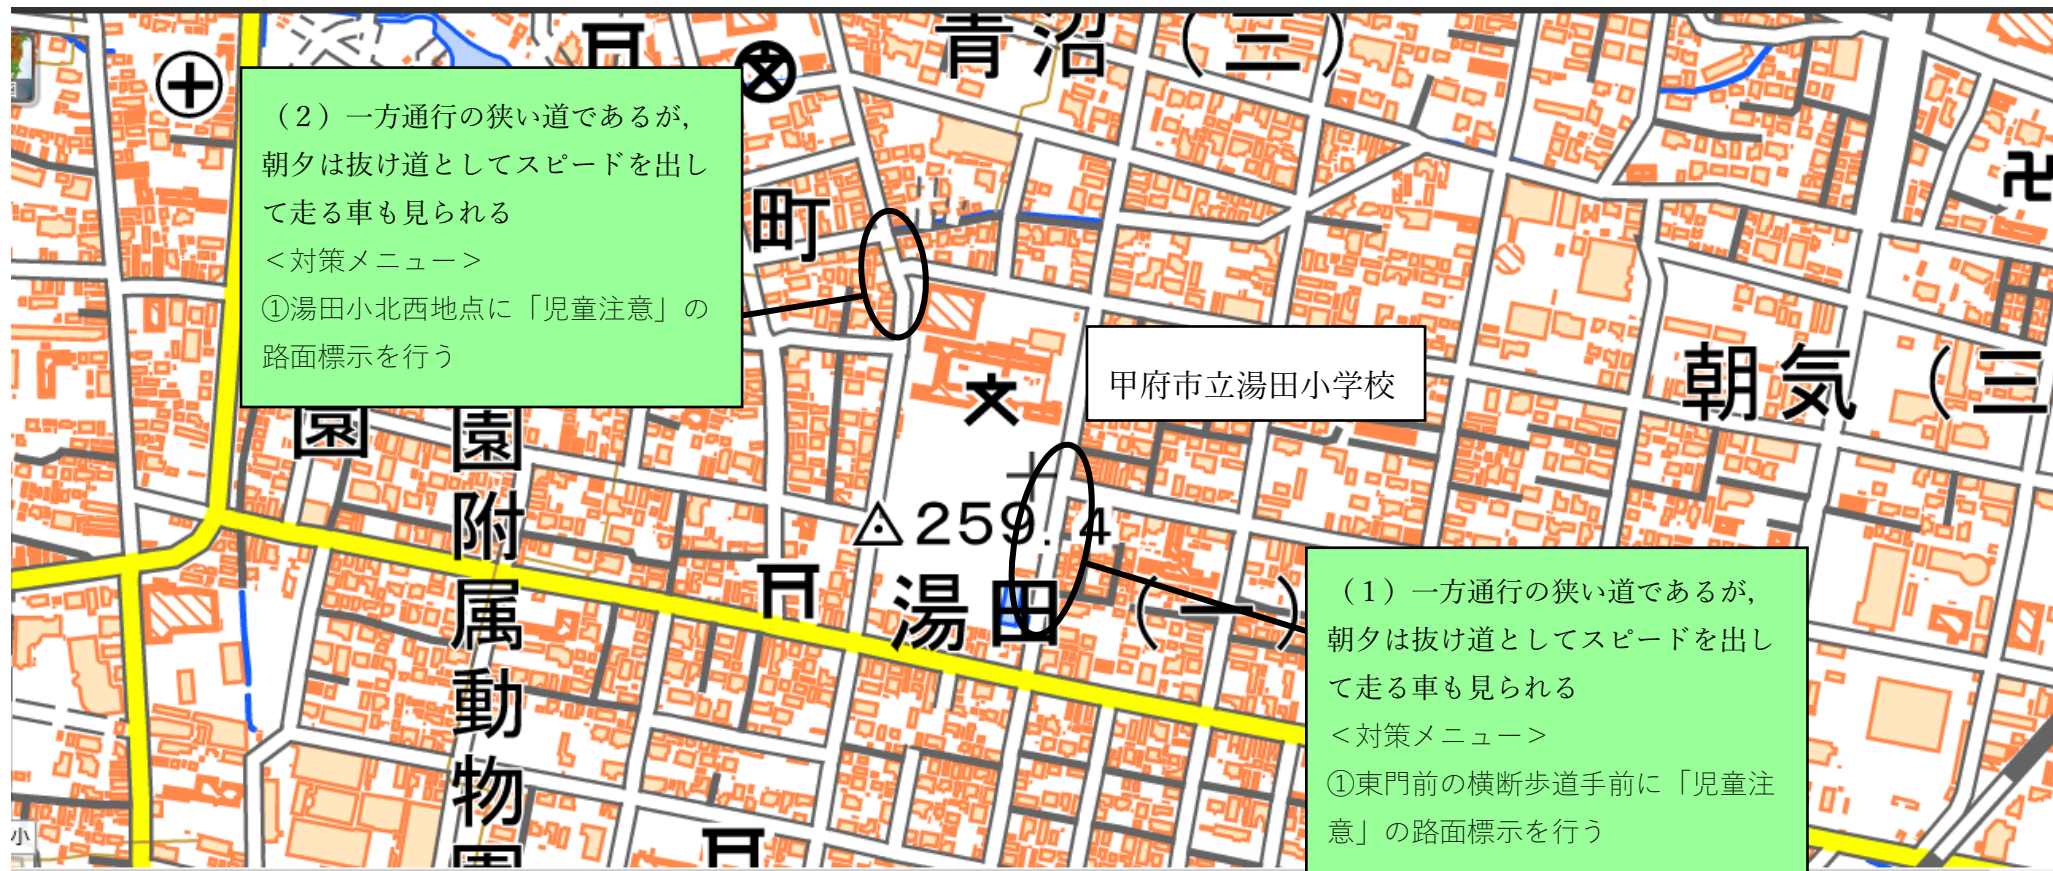 青沼（三）
（２）一方通行の狭い道であるが,
朝夕は抜け道としてスピードを出し
て走る車も見られる
＜対策メニュー＞
①湯田小北西地点に「児童注意」の
路面標示を行う
町
甲府市立湯田小学校
朝気（三
園
園附属動物園
259.4
湯田（一）
（１）一方通行の狭い道であるが,
朝夕は抜け道としてスピードを出し
て走る車も見られる
＜対策メニュー＞
①東門前の横断歩道手前に「児童注
意」の路面標示を行う
小